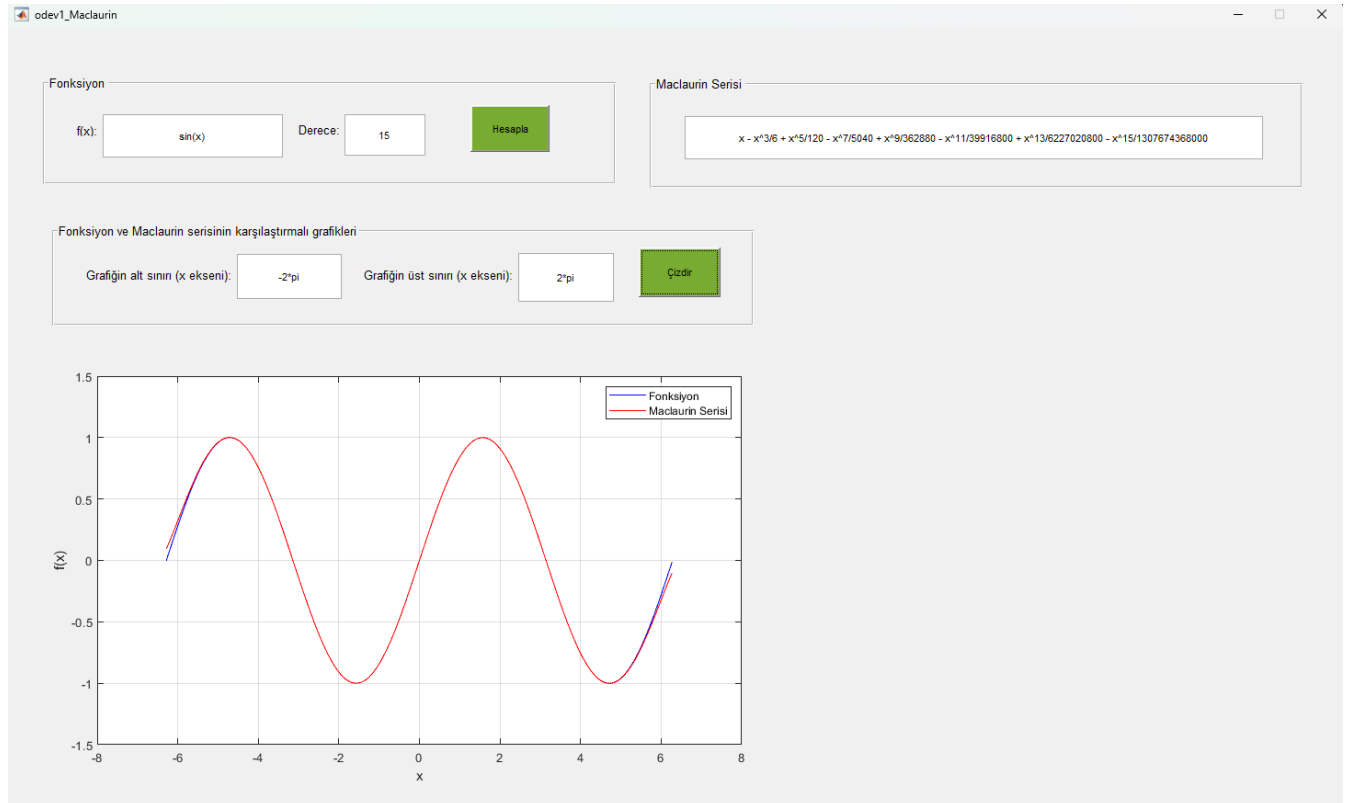 odev1_Maclaurin
Fonksiyon
f(x):
sin(x)
Derece:
15
Hesapla
Maclaurin Serisi
x - x^3/6 + x^5/120 - x^7/5040 + x^9/362880 - x^11/39916800 + x^13/6227020800 - x^15/1307674368000
Fonksiyon ve Maclaurin serisinin karşılaştırmalı grafikleri
Grafiğin alt sınırı (x ekseni):
-2*pi
Grafiğin üst sınırı (x ekseni):
2*pi
Çizdir
Fonksiyon
Maclaurin Serisi
1.5
1
0.5
0
-0.5
-1
-1.5
f(x)
-8 -6 -4 -2 0 2 4 6 8
x